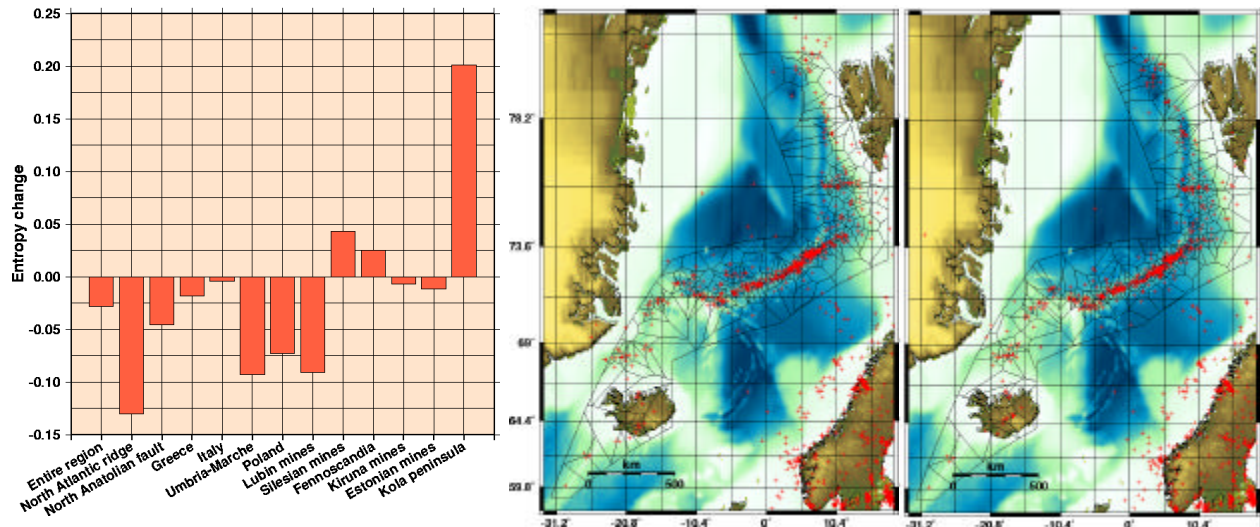 0.25
0.20
0.15
0.10
0.05
0.00
-0.05
-0.10
-0.15
Entropy change
Entire region
North Atlantic ridge
North Anatolian fault
Greece
Italy
Umbria-Marche
Poland
Lubin mines
Silesian mines
Fennoscandia
Kiruna mines
Estonian mines
Kola peninsula
78.2˚
73.6˚
69˚
64.4˚
59.8˚
km
0 500
-31.2˚ -20.8˚ -10.4˚ 0˚ 10.4˚
km
0 500
-31.2˚ -20.8˚ -10.4˚ 0˚ 10.4˚